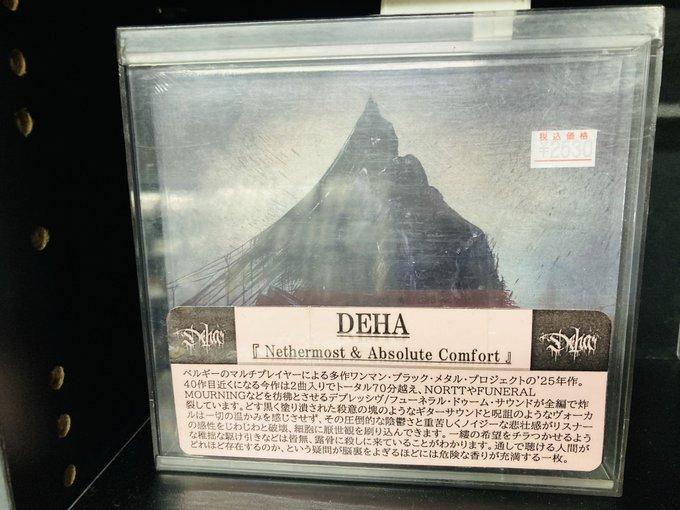 税込価格
¥2630
DEHA
『 Nethermost & Absolute Comfort 』
Deha
Deha
ベルギーのマルチプレイヤーによる多作ワンマン・ブラック・メタル・プロジェクトの'25年作。
40作目近くになる今作は2曲入りでトータル70分越え、NORTTやFUNERAL
MOURNINGなどを彷彿とさせるデプレッシヴ/フューネラル・ドゥーム・サウンドが全編で炸
裂しています。どす黒く塗り潰された殺意の塊のようなギターサウンドと呪詛のようなヴォーカ
ルは一切の温かみを感じさせず、その圧倒的な陰鬱さと重苦しくノイジーな悲壮感がリスナー
の感性をじわじわと破壊、細胞に厭世観を刷り込んできます。一縷の希望をチラつかせるよう
な稚拙な駆け引きなどは皆無、露骨に殺しに来ていることがわかります。通しで聴ける人間が
どれほど存在するのか、という疑問が脳裏をよぎるほどには危険な香りが充満する一枚。